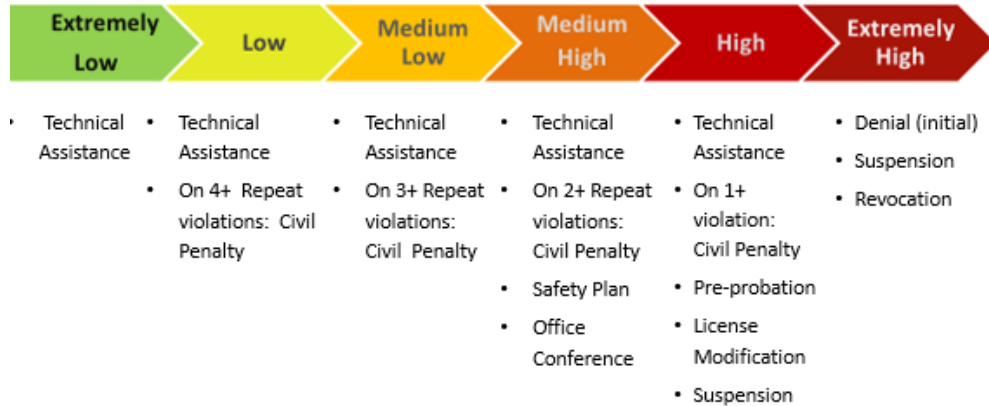 Extremely
Low
Low
Medium
Low
Medium
High
High
Extremely
High
• Technical
Assistance
• Technical
Assistance
• On 4+ Repeat
violations: Civil
Penalty
• Technical
Assistance
• On 3+ Repeat
violations:
Civil Penalty
• Technical
Assistance
• On 2+ Repeat
violations:
Civil Penalty
• Safety Plan
• Office
Conference
• Technical
Assistance
• On 1+
violation:
Civil Penalty
• Pre-probation
• License
Modification
• Suspension
• Denial (initial)
• Suspension
• Revocation